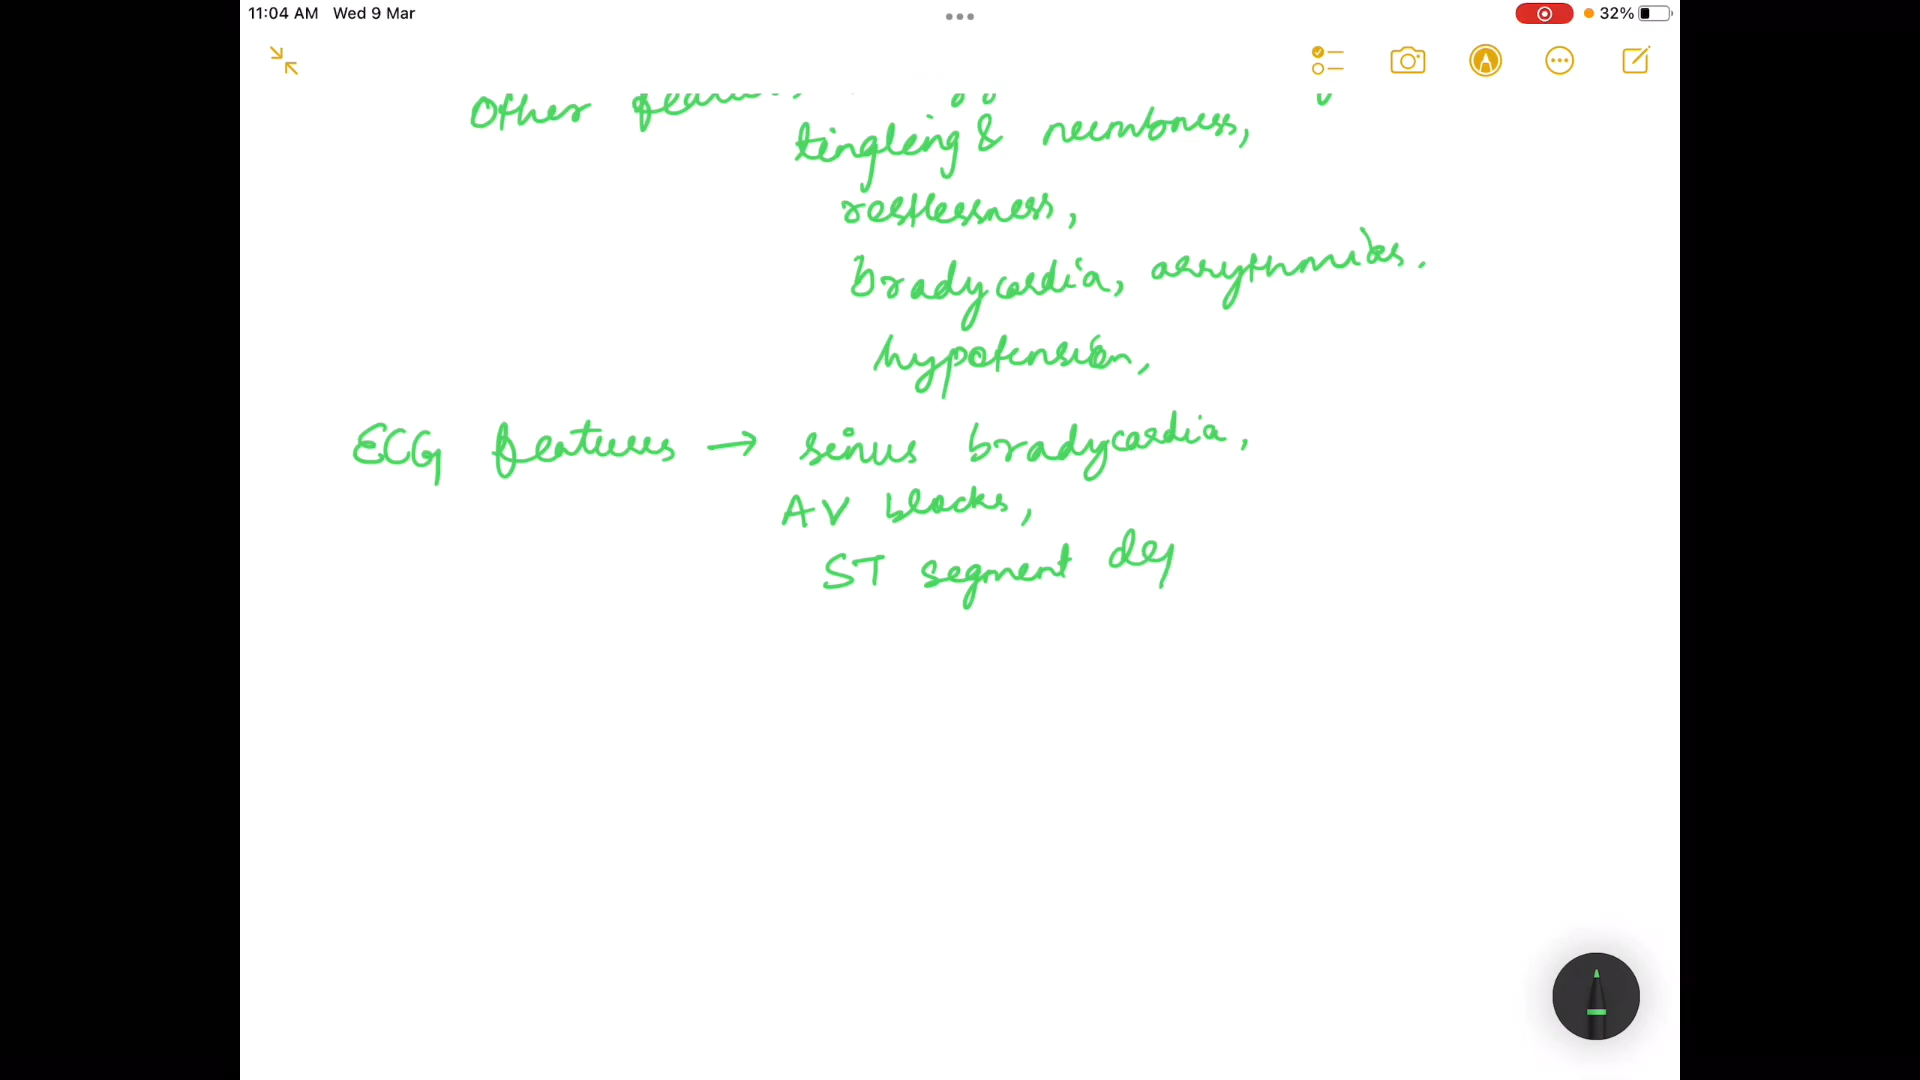 11:04 AM Wed 9 Mar
32%
Other
tingling & numbness,
restlessness,
bradycardia, arrythmias.
hypotension,
ECG features → sinus bradycardia,
AV blocks,
ST segment dep